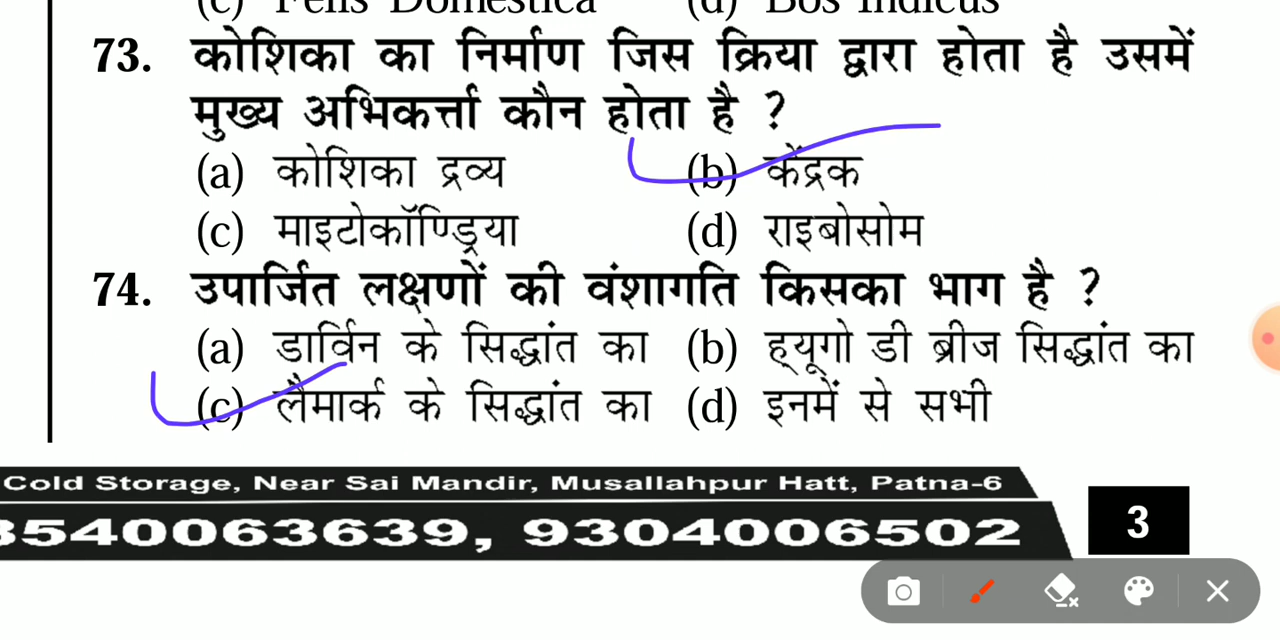 (c) Felis Domestica (d) Bos Indicus
73. कोशिका का निर्माण जिस क्रिया द्वारा होता है उसमें
मुख्य अभिकर्त्ता कौन होता है ?
(a) कोशिका द्रव्य (b) केंद्रक
(c) माइटोकॉण्ड्रिया (d) राइबोसोम
74. उपार्जित लक्षणों की वंशागति किसका भाग है ?
(a) डार्विन के सिद्धांत का (b) ह्यूगो डी ब्रीज सिद्धांत का
(c) लैमार्क के सिद्धांत का (d) इनमें से सभी
Cold Storage, Near Sai Mandir, Musallahpur Hatt, Patna-6
8540063639, 9304006502
3